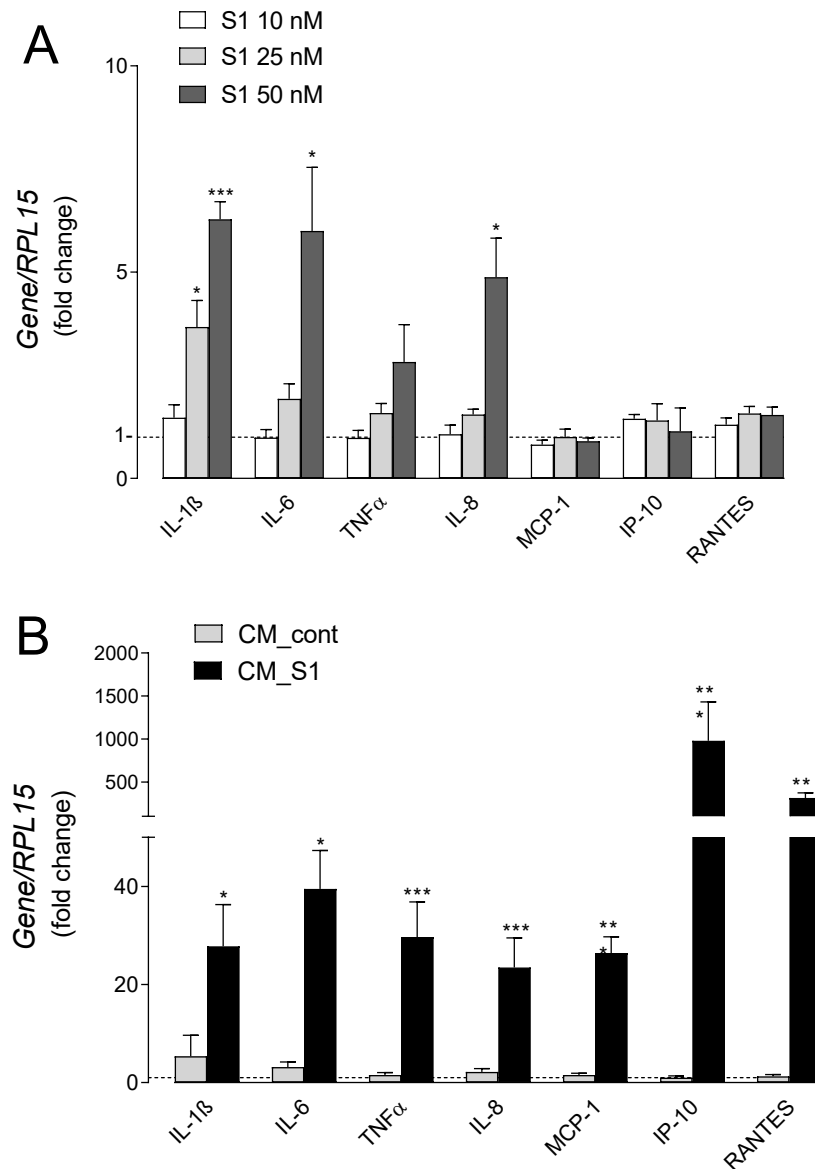 A
S1 10 nM
S1 25 nM
S1 50 nM
Gene/RPL15
(fold change)
10
5
1
0
***
*
*
*
IL-1ß
IL-6
TNFα
IL-8
MCP-1
IP-10
RANTES
B
CM_cont
CM_S1
Gene/RPL15
(fold change)
2000
1500
1000
500
40
20
0
*
*
***
***
**
*
**
*
**
IL-1ß
IL-6
TNFα
IL-8
MCP-1
IP-10
RANTES